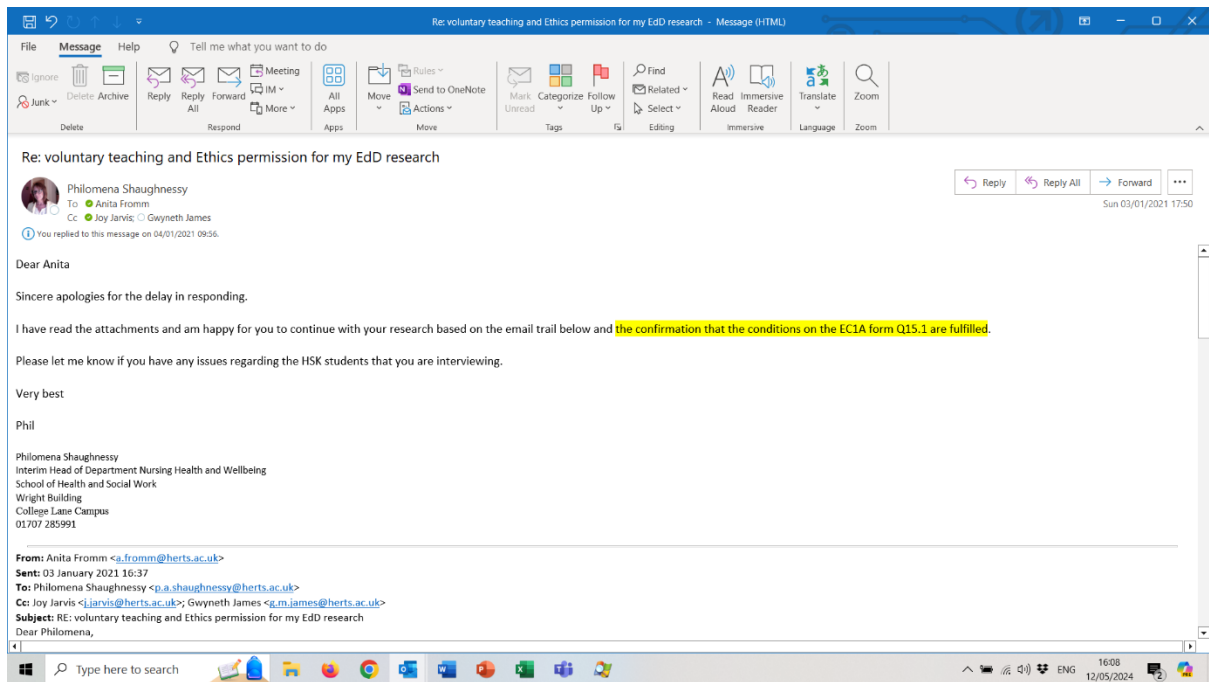 Re: voluntary teaching and Ethics permission for my EdD research - Message (HTML)
File Message Help Tell me what you want to do
Ignore
Junk
Delete
Archive
Delete
Reply
Reply All
Forward
Meeting
IM
More
Respond
All Apps
Apps
Move
Rules
Send to OneNote
Actions
Move
Mark Unread
Categorize
Follow Up
Tags
Find
Related
Select
Editing
Read Aloud
Immersive Reader
Immersive
Translate
Language
Zoom
Zoom
Re: voluntary teaching and Ethics permission for my EdD research
Philomena Shaughnessy
To Anita Fromm
Cc Joy Jarvis; Gwyneth James
You replied to this message on 04/01/2021 09:56.
Reply Reply All Forward
Sun 03/01/2021 17:50
Dear Anita
Sincere apologies for the delay in responding.
I have read the attachments and am happy for you to continue with your research based on the email trail below and the confirmation that the conditions on the EC1A form Q15.1 are fulfilled.
Please let me know if you have any issues regarding the HSK students that you are interviewing.
Very best
Phil
Philomena Shaughnessy
Interim Head of Department Nursing Health and Wellbeing
School of Health and Social Work
Wright Building
College Lane Campus
01707 285991
From: Anita Fromm <a.fromm@herts.ac.uk>
Sent: 03 January 2021 16:37
To: Philomena Shaughnessy <p.a.shaughnessy@herts.ac.uk>
Cc: Joy Jarvis <j.jarvis@herts.ac.uk>; Gwyneth James <g.m.james@herts.ac.uk>
Subject: RE: voluntary teaching and Ethics permission for my EdD research
Dear Philomena,
Type here to search
ENG
16:08
12/05/2024
2